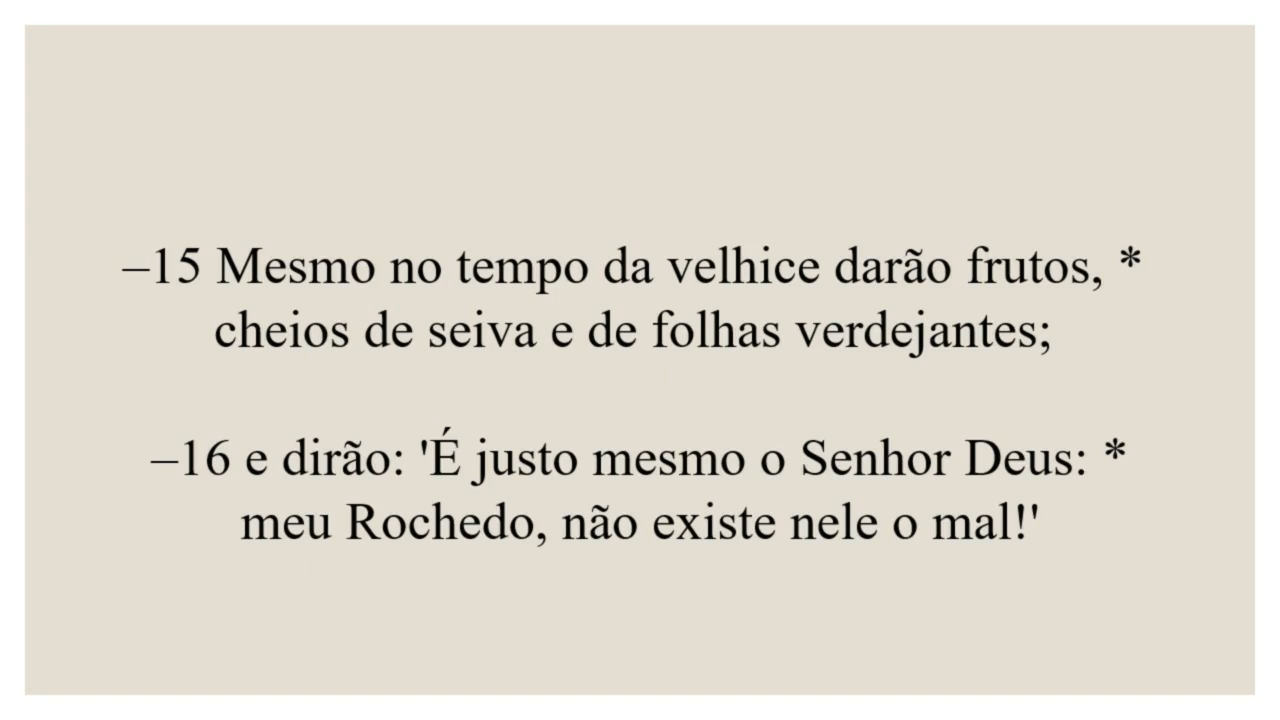 –15 Mesmo no tempo da velhice darão frutos, *
cheios de seiva e de folhas verdejantes;
–16 e dirão: 'É justo mesmo o Senhor Deus: *
meu Rochedo, não existe nele o mal!'